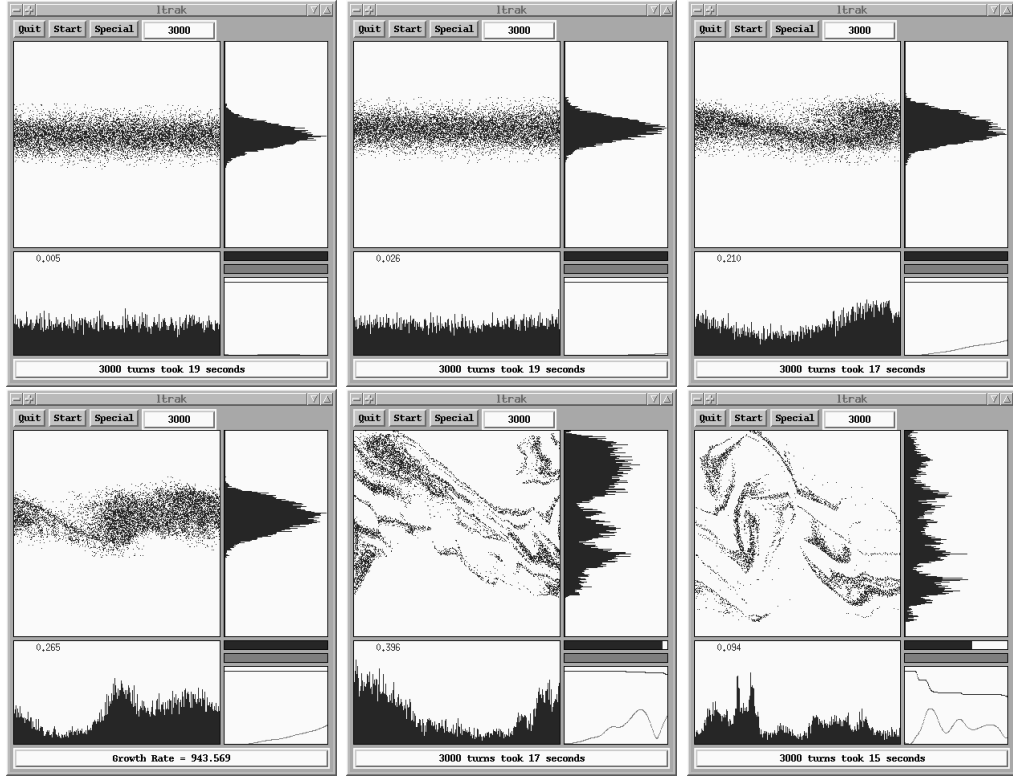 ltrak
Quit Start Special 3000
0.005
3000 turns took 19 seconds
ltrak
Quit Start Special 3000
0.026
3000 turns took 19 seconds
ltrak
Quit Start Special 3000
0.210
3000 turns took 17 seconds
ltrak
Quit Start Special 3000
0.265
Growth Rate = 943.569
ltrak
Quit Start Special 3000
0.396
3000 turns took 17 seconds
ltrak
Quit Start Special 3000
0.094
3000 turns took 15 seconds